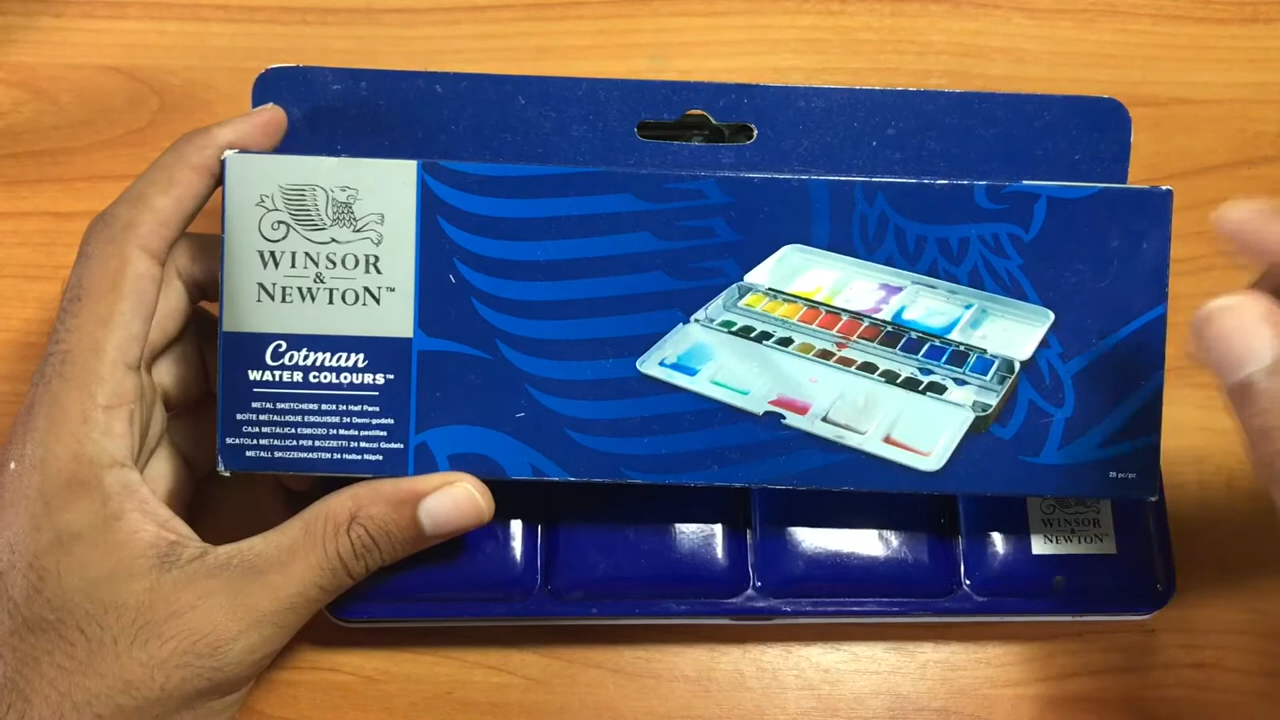 WINSOR
&
NEWTON™
Cotman
WATER COLOURS™
METAL SKETCHERS' BOX 24 Half Pans
BOÎTE MÉTALLIQUE ESQUISSE 24 Demi-godets
CAJA METÁLICA ESBOZO 24 Media pastillas
SCATOLA METALLICA PER BOZZETTI 24 Mezzi Godets
METALL SKIZZENKASTEN 24 Halbe Näpfe
25 pc/pz
WINSOR
&
NEWTON™